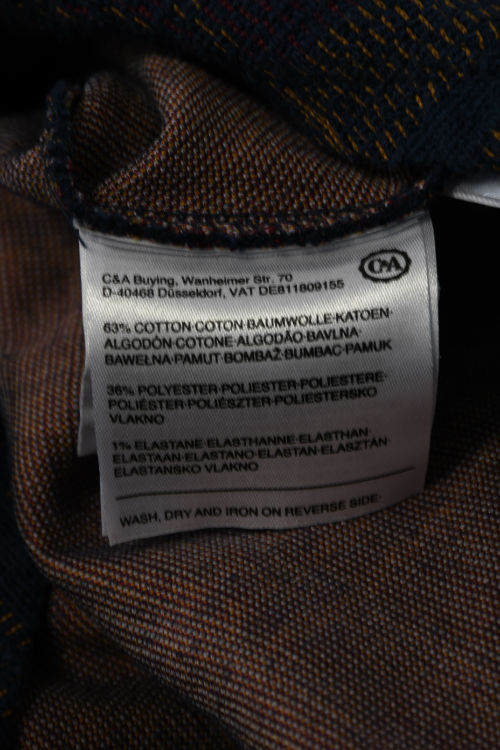 C&A
C&A Buying, Wanheimer Str. 70
D-40468 Düsseldorf, VAT DE811809155
63% COTTON·COTON·BAUMWOLLE·KATOEN·
ALGODÓN·COTONE·ALGODÃO·BAVLNA·
BAWEŁNA·PAMUT·BOMBAŽ·BUMBAC·PAMUK
36% POLYESTER·POLIESTER·POLIESTERE·
POLIÉSTER·POLIÉSZTER·POLIESTERSKO
VLAKNO
1% ELASTANE·ELASTHANNE·ELASTHAN·
ELASTAAN·ELASTANO·ELASTAN·ELASZTÁN·
ELASTANSKO VLAKNO
WASH, DRY AND IRON ON REVERSE SIDE·